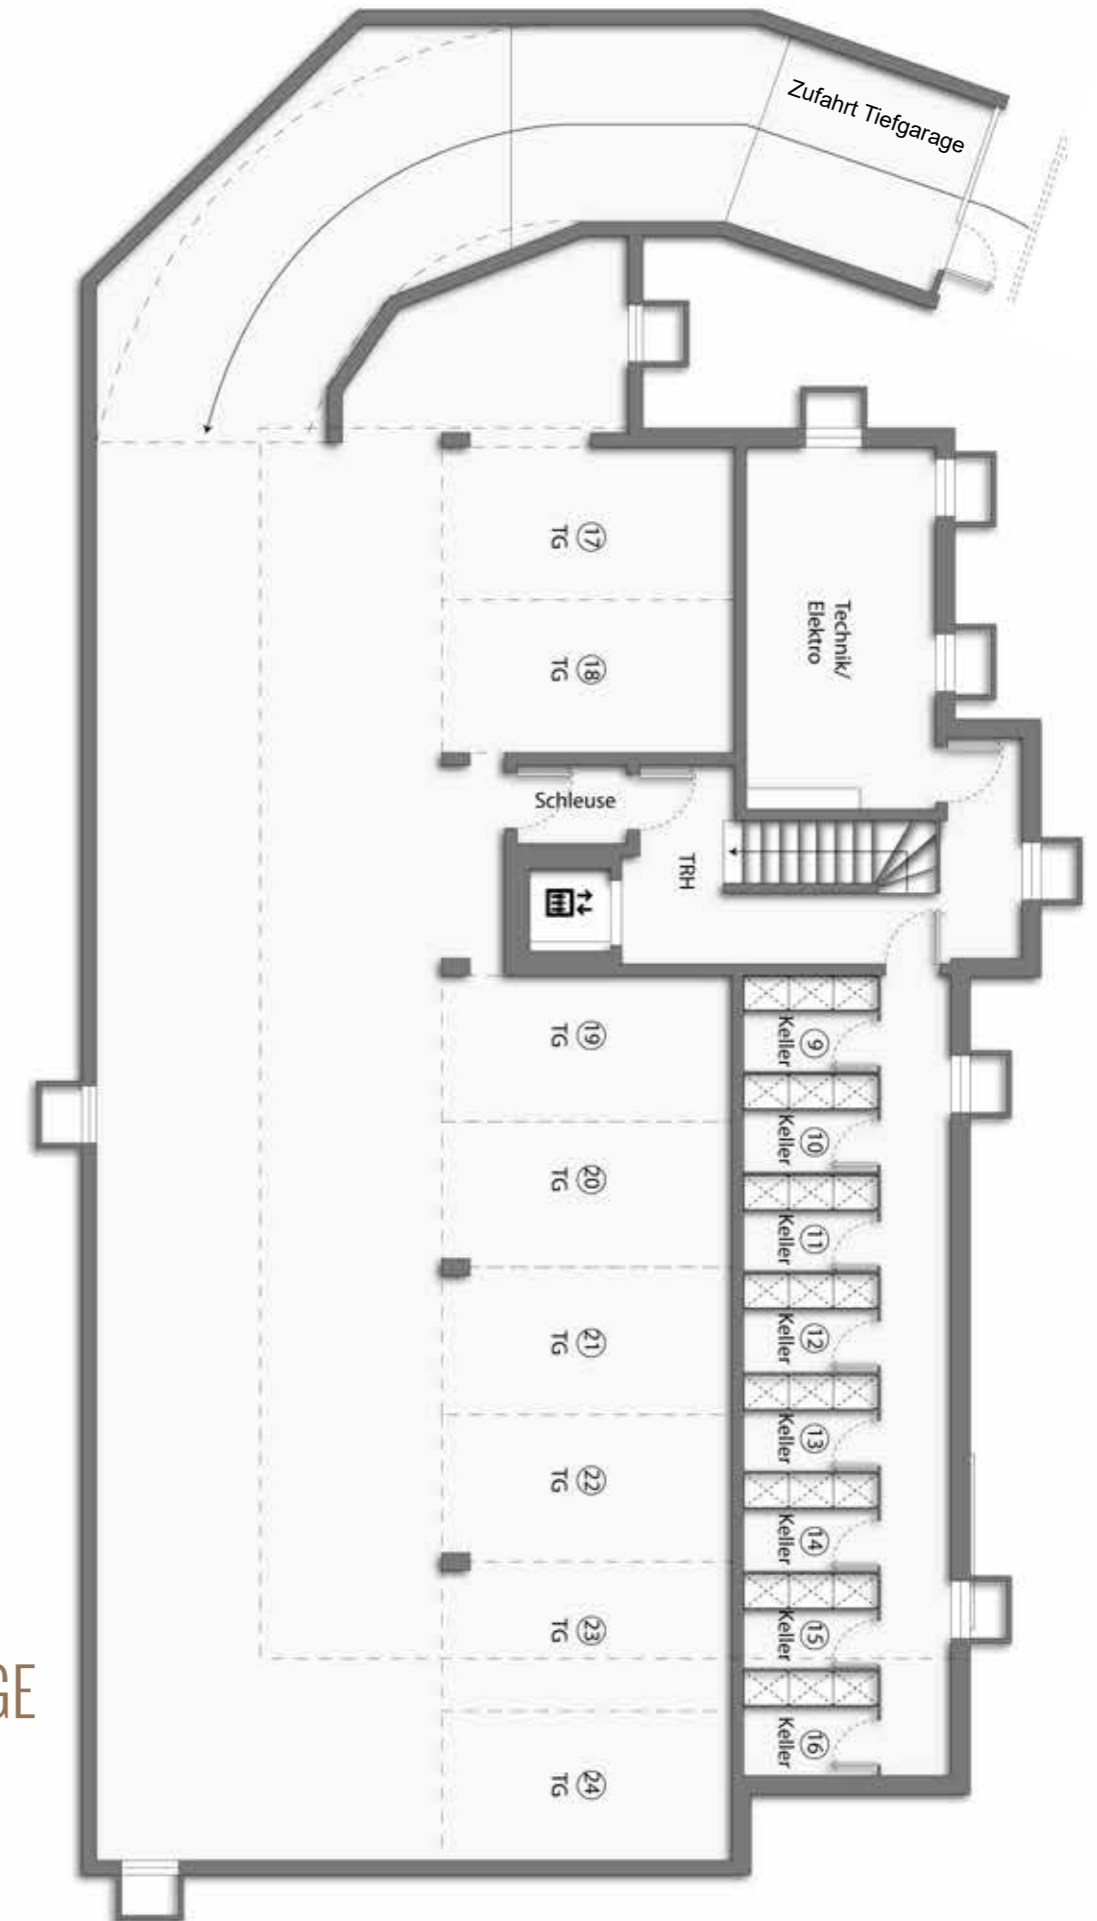 Zufahrt Tiefgarage
17
TG
18
TG
Technik/
Elektro
Schleuse
TRH
19
TG
20
TG
21
TG
22
TG
23
TG
24
TG
9
Keller
10
Keller
11
Keller
12
Keller
13
Keller
14
Keller
15
Keller
16
Keller
GE